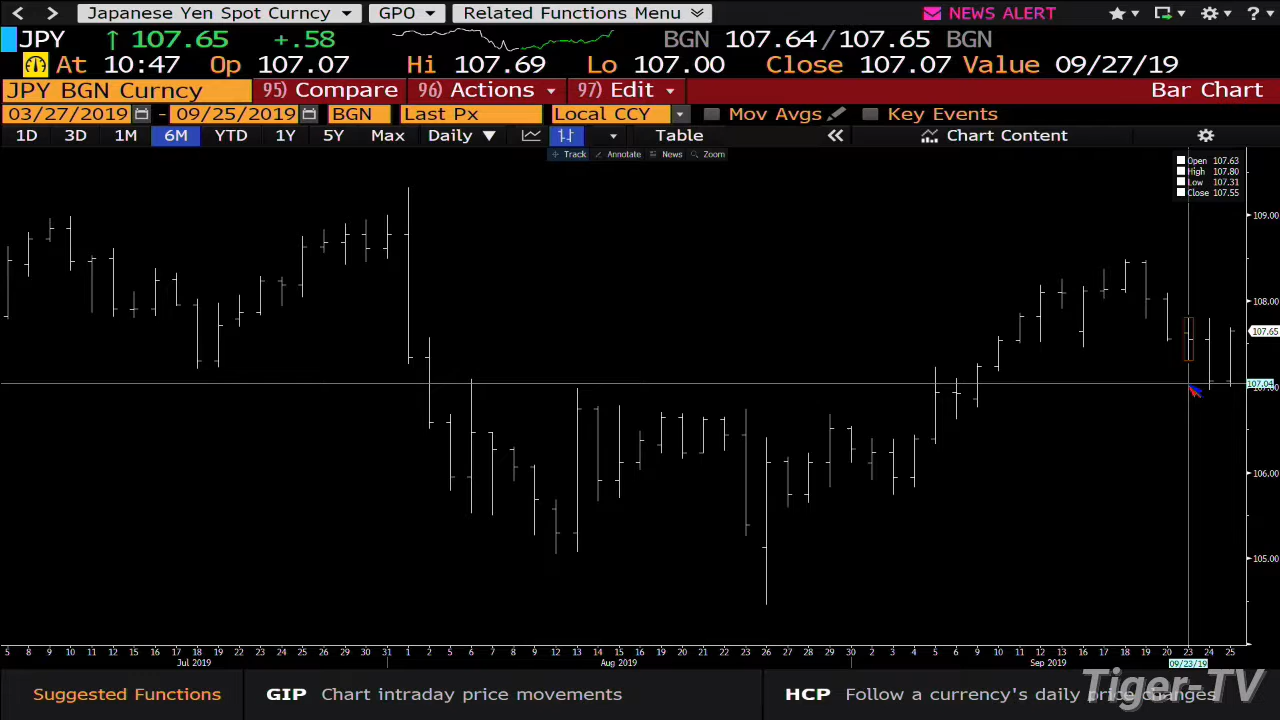 Japanese Yen Spot Curncy GPO Related Functions Menu NEWS ALERT ?
JPY ↑ 107.65 +.58 BGN 107.64/107.65 BGN
At 10:47 Op 107.07 Hi 107.69 Lo 107.00 Close 107.07 Value 09/27/19
JPY BGN Curncy 95) Compare 96) Actions 97) Edit Bar Chart
03/27/2019 - 09/25/2019 BGN Last Px Local CCY Mov Avgs Key Events
1D 3D 1M 6M YTD 1Y 5Y Max Daily ▼ Table « Chart Content
Track Annotate News Zoom
Open 107.63
High 107.80
Low 107.31
Close 107.55
109.00
108.00
107.65
107.04
107.00
106.00
105.00
5 8 9 10 11 12 15 16 17 18 19 22 23 24 25 26 29 30 31 1 2 5 6 7 8 9 12 13 14 15 16 19 20 21 22 23 26 27 28 29 30 2 3 4 5 6 9 10 11 12 13 16 17 18 19 20 23 24 25
Jul 2019 Aug 2019 Sep 2019 09/23/19
Suggested Functions GIP Chart intraday price movements HCP Follow a currency's daily price changes
Tiger-TV